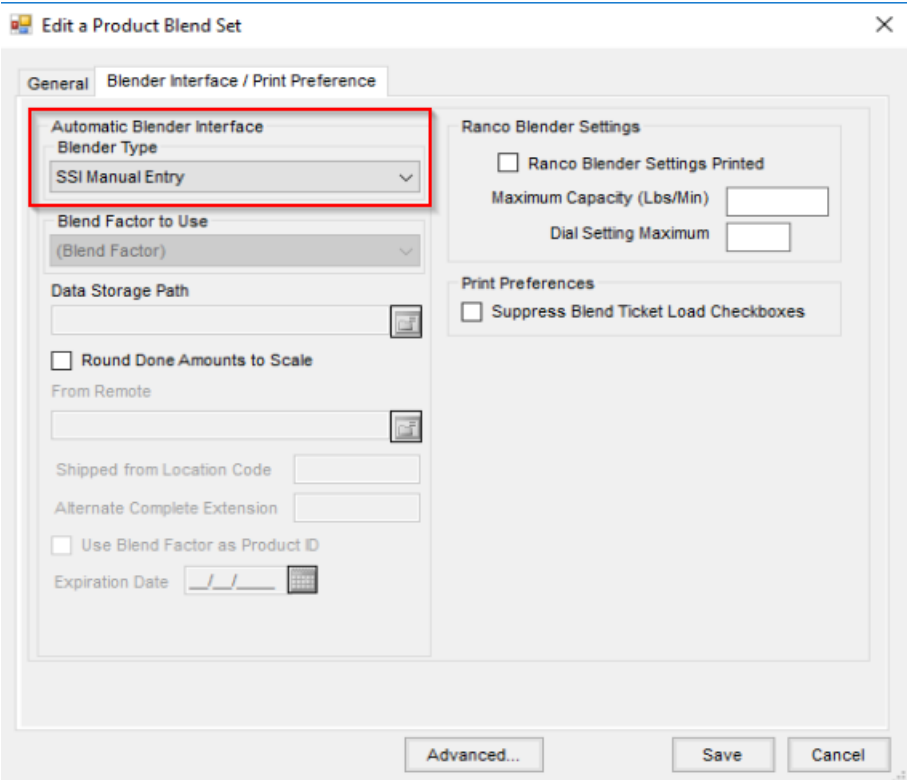 Edit a Product Blend Set
General
Blender Interface / Print Preference
Automatic Blender Interface
Blender Type
SSI Manual Entry
Blend Factor to Use
(Blend Factor)
Data Storage Path
Round Done Amounts to Scale
From Remote
Shipped from Location Code
Alternate Complete Extension
Use Blend Factor as Product ID
Expiration Date __/__/____
Ranco Blender Settings
Ranco Blender Settings Printed
Maximum Capacity (Lbs/Min)
Dial Setting Maximum
Print Preferences
Suppress Blend Ticket Load Checkboxes
Advanced...
Save
Cancel